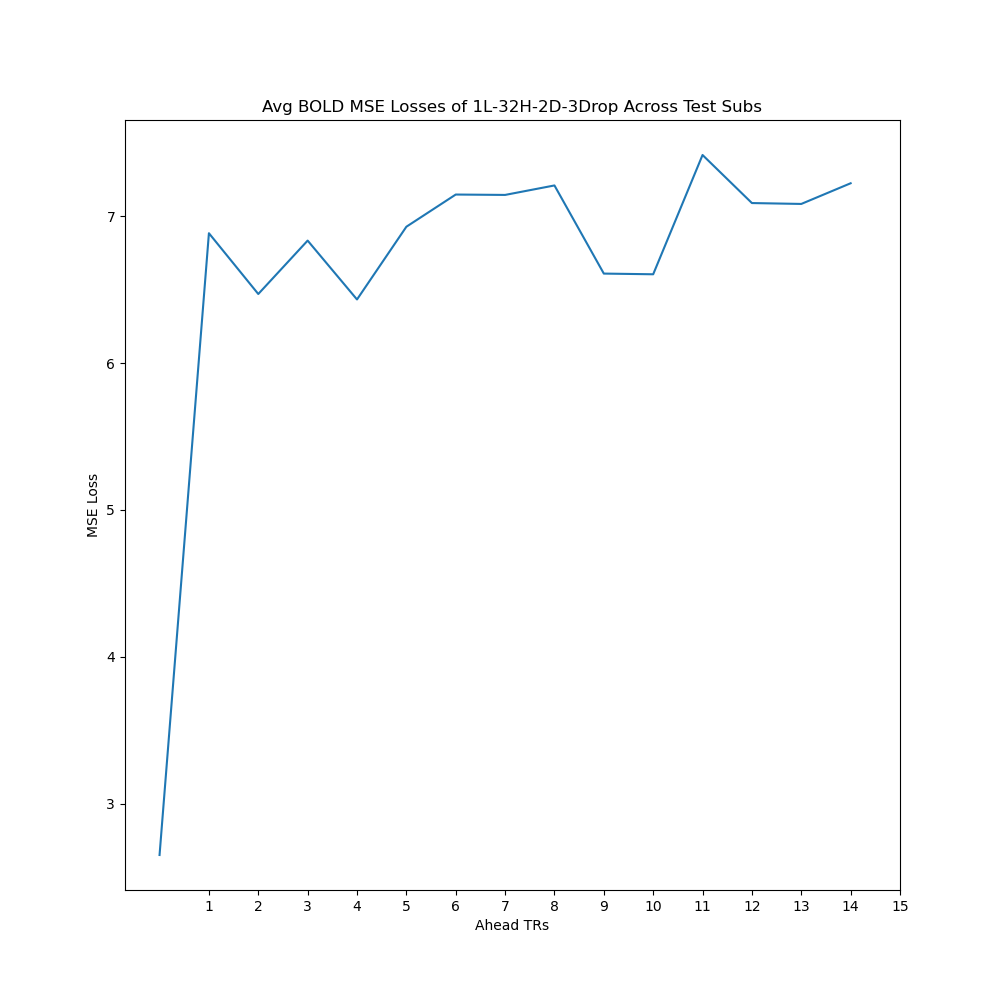 Avg BOLD MSE Losses of 1L-32H-2D-3Drop Across Test Subs
7
6
5
4
3
MSE Loss
1 2 3 4 5 6 7 8 9 10 11 12 13 14 15
Ahead TRs